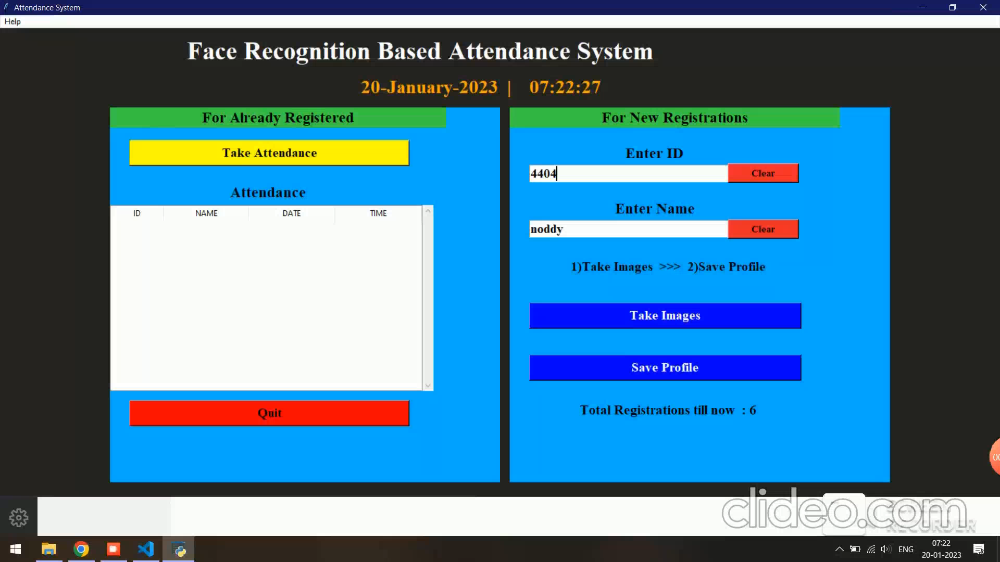 Attendance System
Help
Face Recognition Based Attendance System
20-January-2023 | 07:22:27
For Already Registered
Take Attendance
Attendance
ID NAME DATE TIME
Quit
For New Registrations
Enter ID
4404 Clear
Enter Name
noddy Clear
1)Take Images >>> 2)Save Profile
Take Images
Save Profile
Total Registrations till now : 6
00
clideo.com
RECORDER
ENG
07:22
20-01-2023